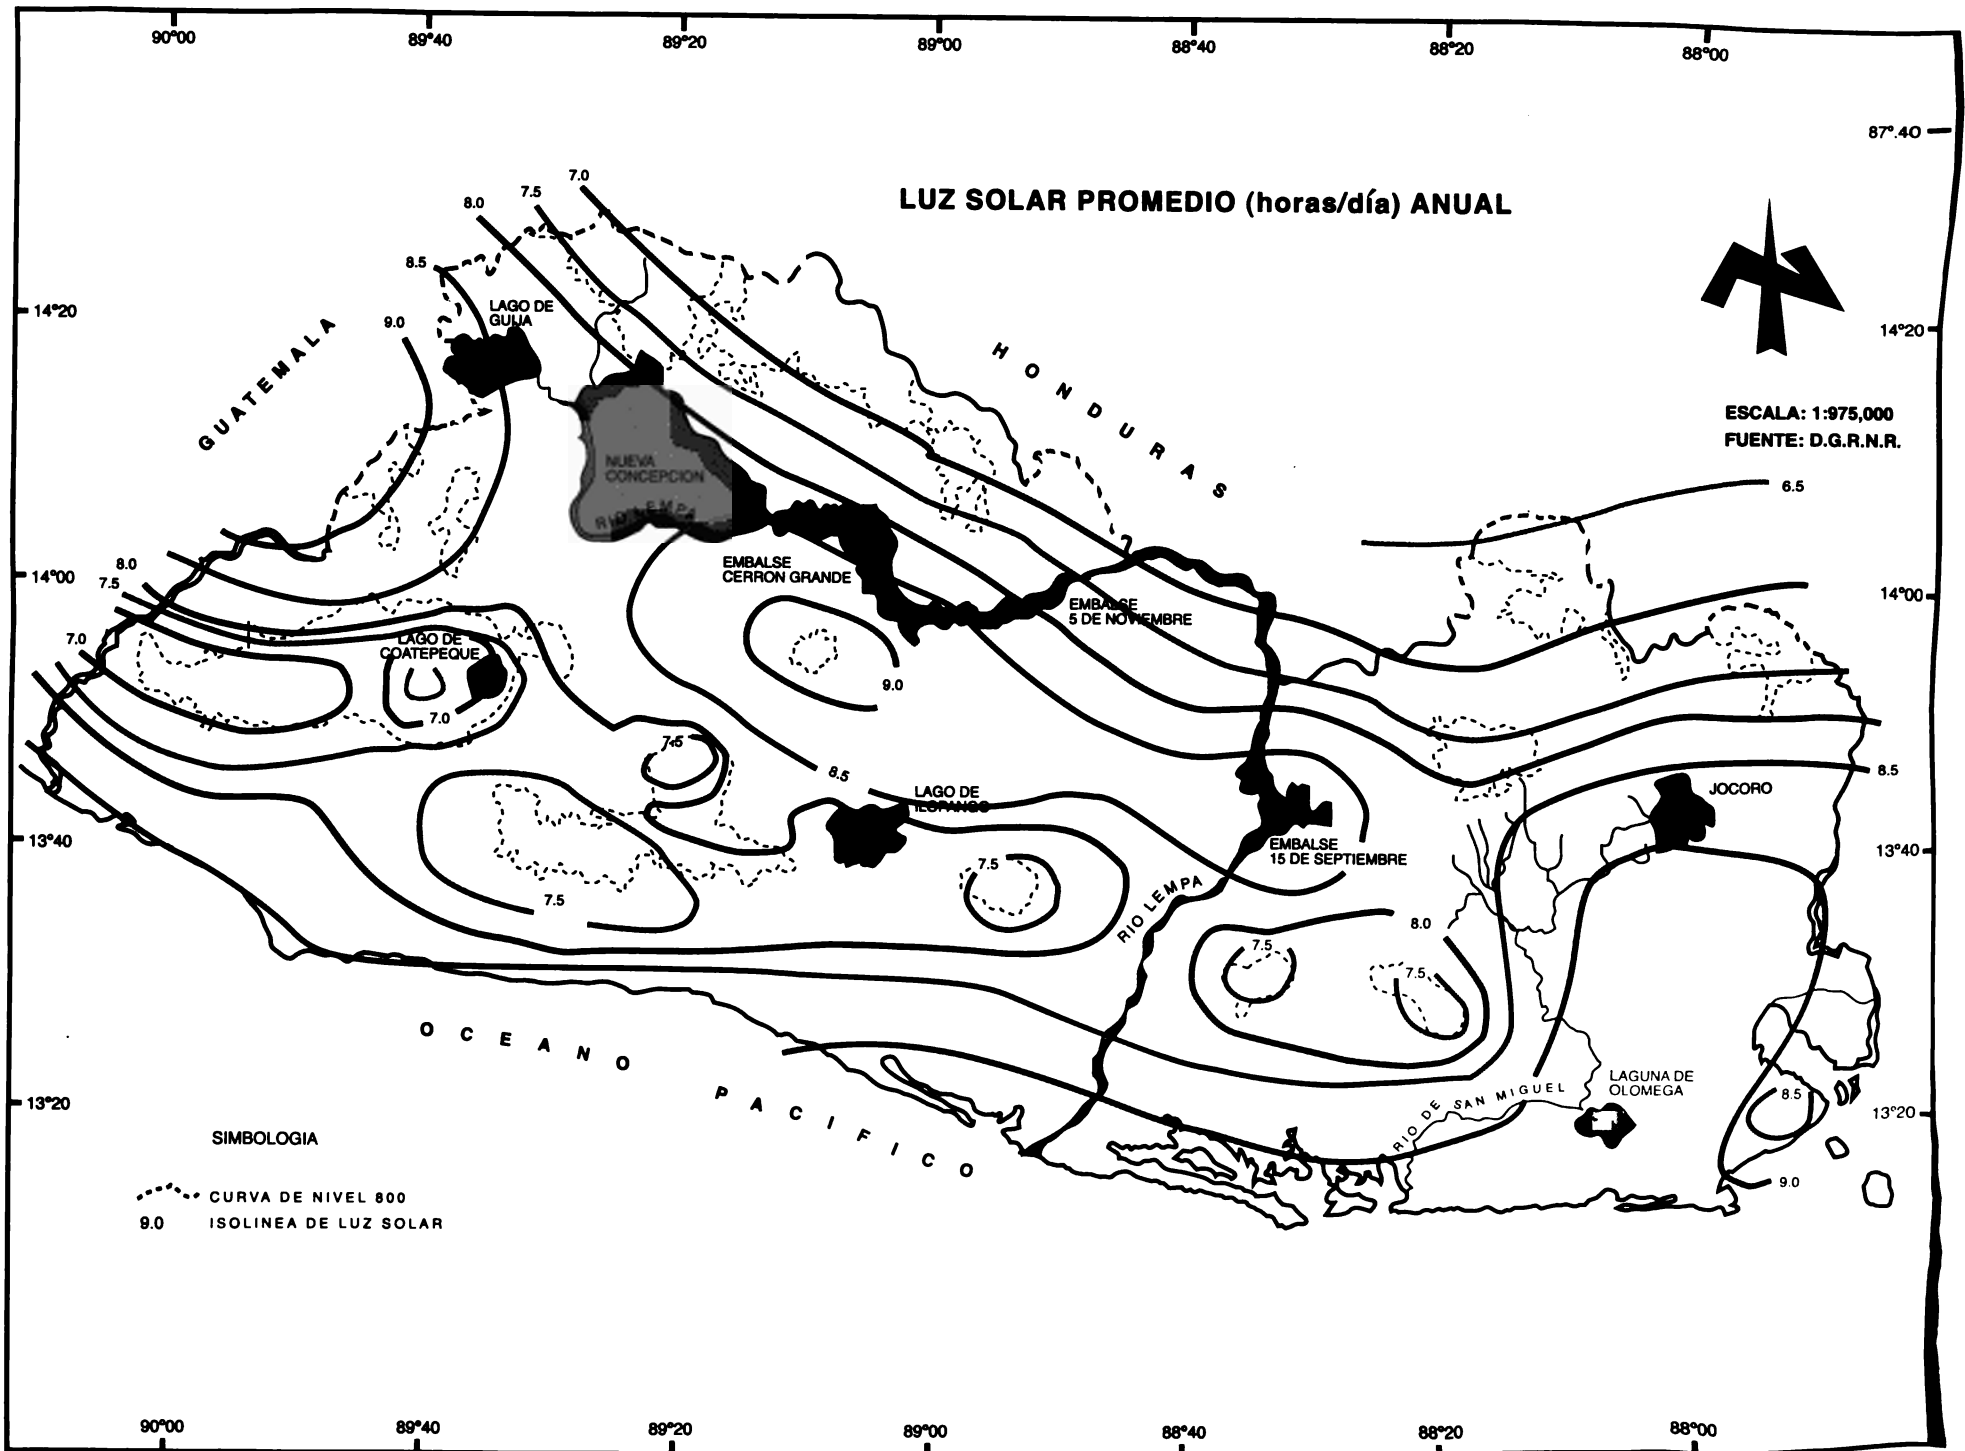 90°00 89°40 89°20 89°00 88°40 88°20 88°00
87°.40
LUZ SOLAR PROMEDIO (horas/día) ANUAL
7.0
7.5
8.0
8.5
9.0
LAGO DE
GUIJA
14°20
14°20
GUATEMALA
HONDURAS
ESCALA: 1:975,000
FUENTE: D.G.R.N.R.
6.5
NUEVA
CONCEPCION
RIO LEMPA
EMBALSE
CERRON GRANDE
EMBALSE
5 DE NOVIEMBRE
14°00
14°00
8.0
7.5
7.0
LAGO DE
COATEPEQUE
7.0
9.0
7.5
8.5
8.5
LAGO DE
ILOPANGO
JOCORO
13°40
13°40
EMBALSE
15 DE SEPTIEMBRE
7.5
7.5
RIO LEMPA
8.0
7.5
7.5
OCEANO PACIFICO
LAGUNA DE
OLOMEGA
RIO DE SAN MIGUEL
8.5
9.0
13°20
13°20
SIMBOLOGIA
CURVA DE NIVEL 800
9.0 ISOLINEA DE LUZ SOLAR
90°00 89°40 89°20 89°00 88°40 88°20 88°00